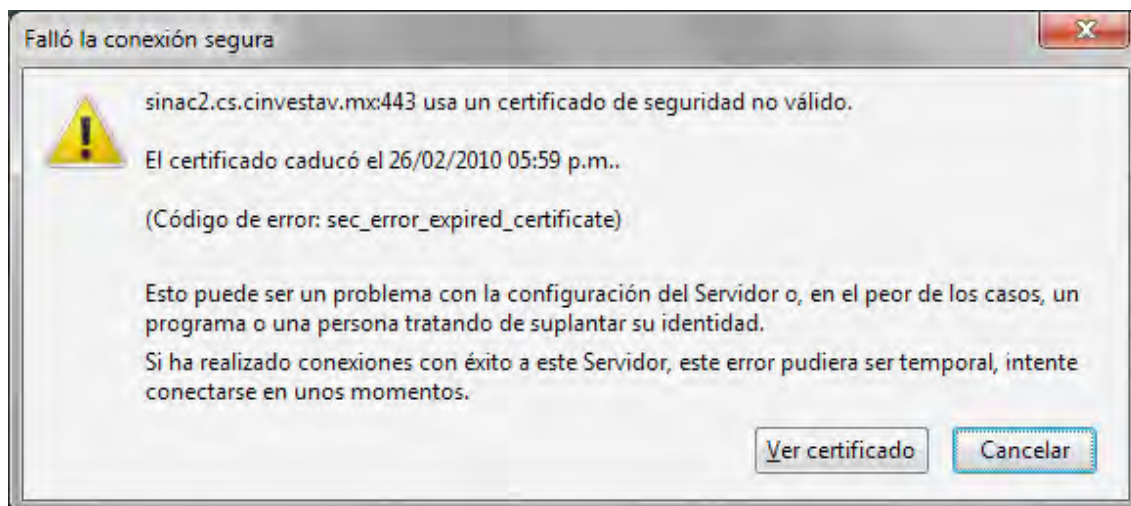 Falló la conexión segura
sinac2.cs.cinvestav.mx:443 usa un certificado de seguridad no válido.
El certificado caducó el 26/02/2010 05:59 p.m..
(Código de error: sec_error_expired_certificate)
Esto puede ser un problema con la configuración del Servidor o, en el peor de los casos, un
programa o una persona tratando de suplantar su identidad.
Si ha realizado conexiones con éxito a este Servidor, este error pudiera ser temporal, intente
conectarse en unos momentos.
Ver certificado Cancelar